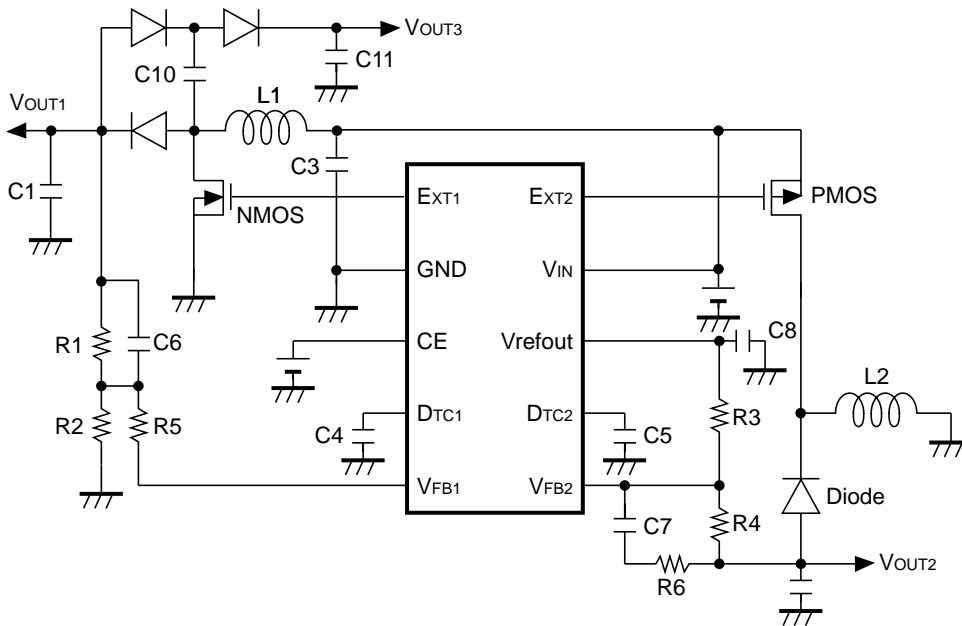 VOUT3
C10
C11
VOUT1
L1
C1
C3
EXT1
EXT2
PMOS
NMOS
GND
VIN
R1
C6
CE
Vrefout
C8
L2
R2
R5
C4
DTC1
DTC2
C5
R3
VFB1
VFB2
C7
R4
Diode
R6
VOUT2